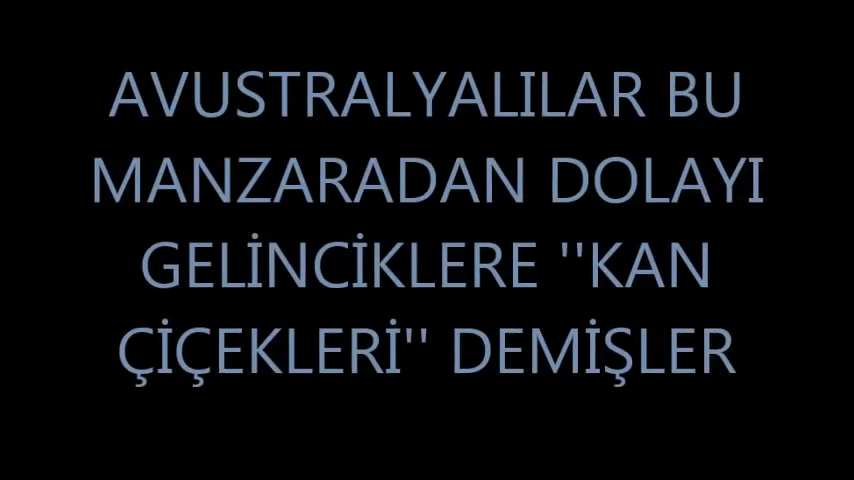 AVUSTRALYALILAR BU
MANZARADAN DOLAYI
GELİNCİKLERE ''KAN
ÇİÇEKLERİ'' DEMİŞLER